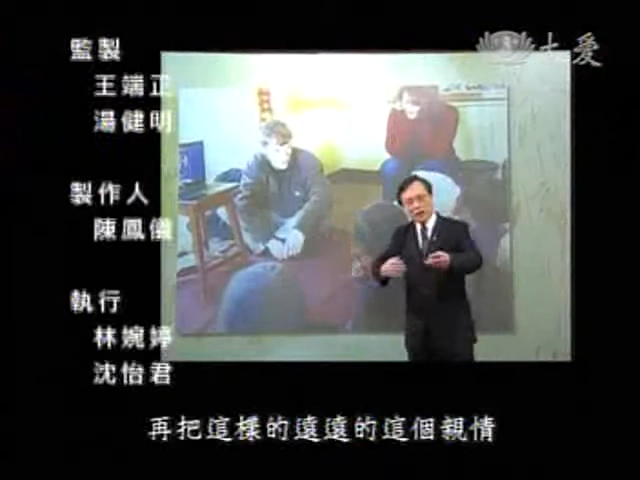 大愛
監製
王端正
湯健明
製作人
陳鳳儀
執行
林婉婷
沈怡君
再把這樣的遠遠的這個親情